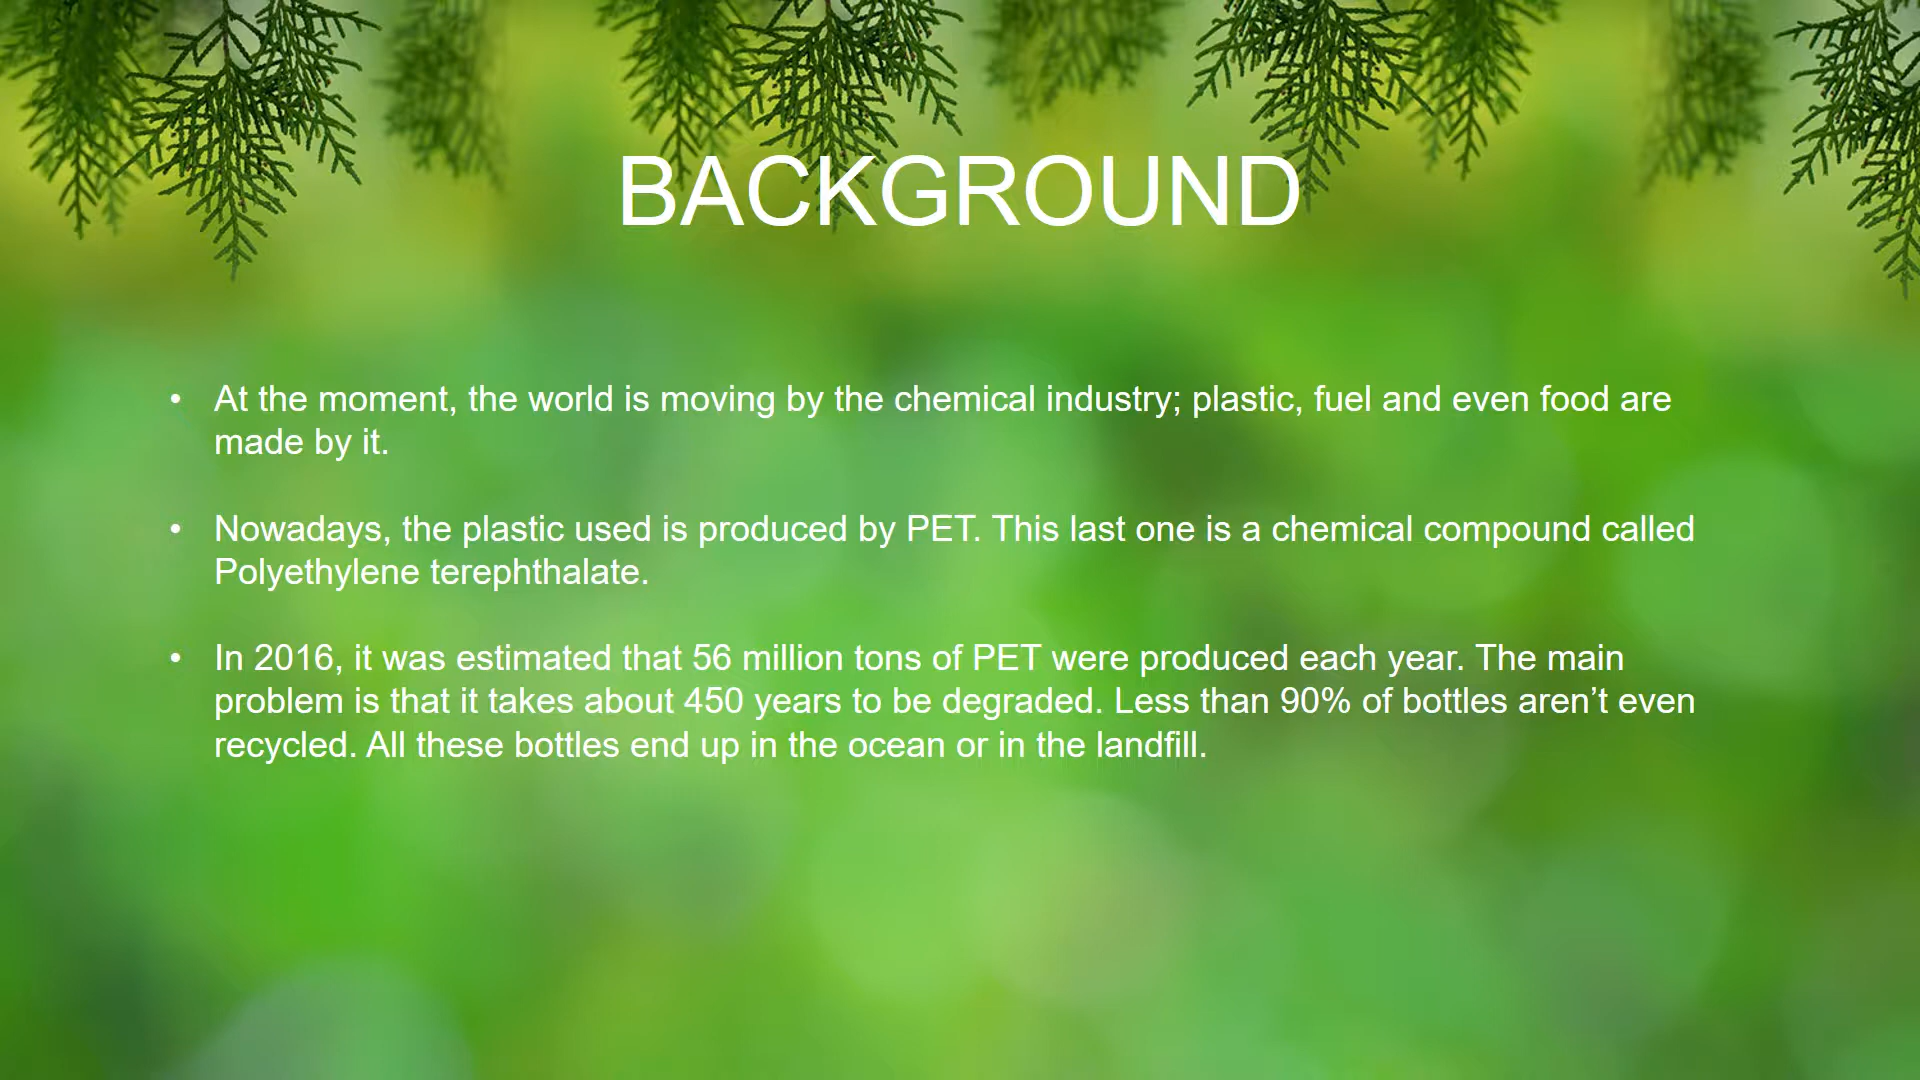 BACKGROUND
• At the moment, the world is moving by the chemical industry; plastic, fuel and even food are
made by it.
• Nowadays, the plastic used is produced by PET. This last one is a chemical compound called
Polyethylene terephthalate.
• In 2016, it was estimated that 56 million tons of PET were produced each year. The main
problem is that it takes about 450 years to be degraded. Less than 90% of bottles aren’t even
recycled. All these bottles end up in the ocean or in the landfill.